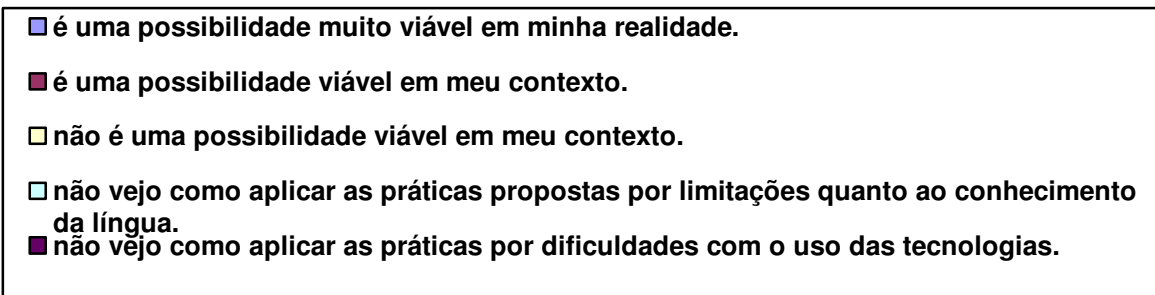 é uma possibilidade muito viável em minha realidade.
é uma possibilidade viável em meu contexto.
não é uma possibilidade viável em meu contexto.
não vejo como aplicar as práticas propostas por limitações quanto ao conhecimento
da língua.
não vejo como aplicar as práticas por dificuldades com o uso das tecnologias.